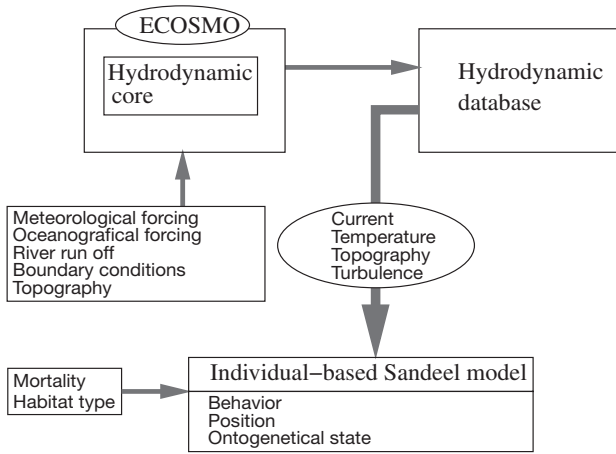 ECOSMO
Hydrodynamic
core
Hydrodynamic
database
Meteorological forcing
Oceanografical forcing
River run off
Boundary conditions
Topography
Current
Temperature
Topography
Turbulence
Mortality
Habitat type
Individual−based Sandeel model
Behavior
Position
Ontogenetical state